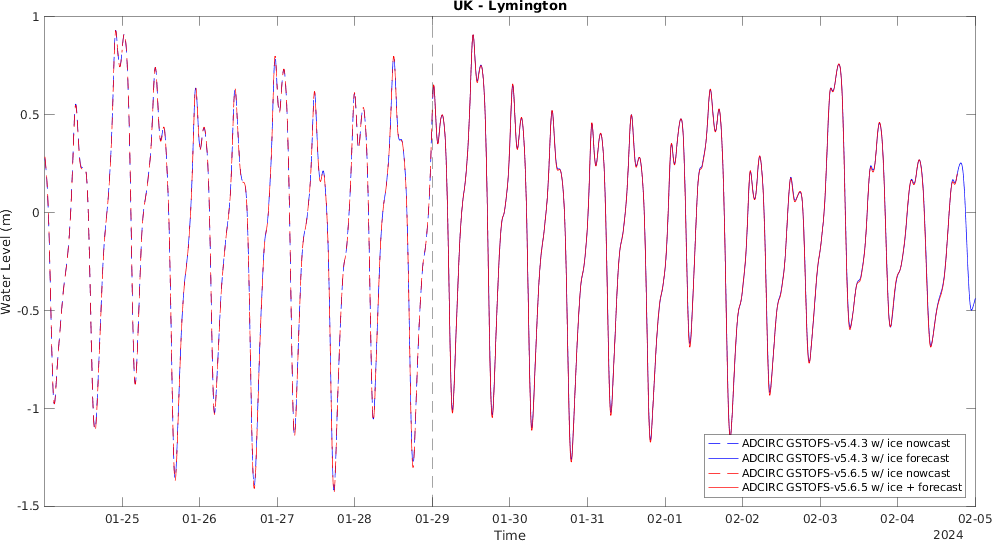 UK - Lymington
1
0.5
0
-0.5
-1
-1.5
Water Level (m)
01-25 01-26 01-27 01-28 01-29 01-30 01-31 02-01 02-02 02-03 02-04 02-05
Time
2024
ADCIRC GSTOFS-v5.4.3 w/ ice nowcast
ADCIRC GSTOFS-v5.4.3 w/ ice forecast
ADCIRC GSTOFS-v5.6.5 w/ ice nowcast
ADCIRC GSTOFS-v5.6.5 w/ ice + forecast